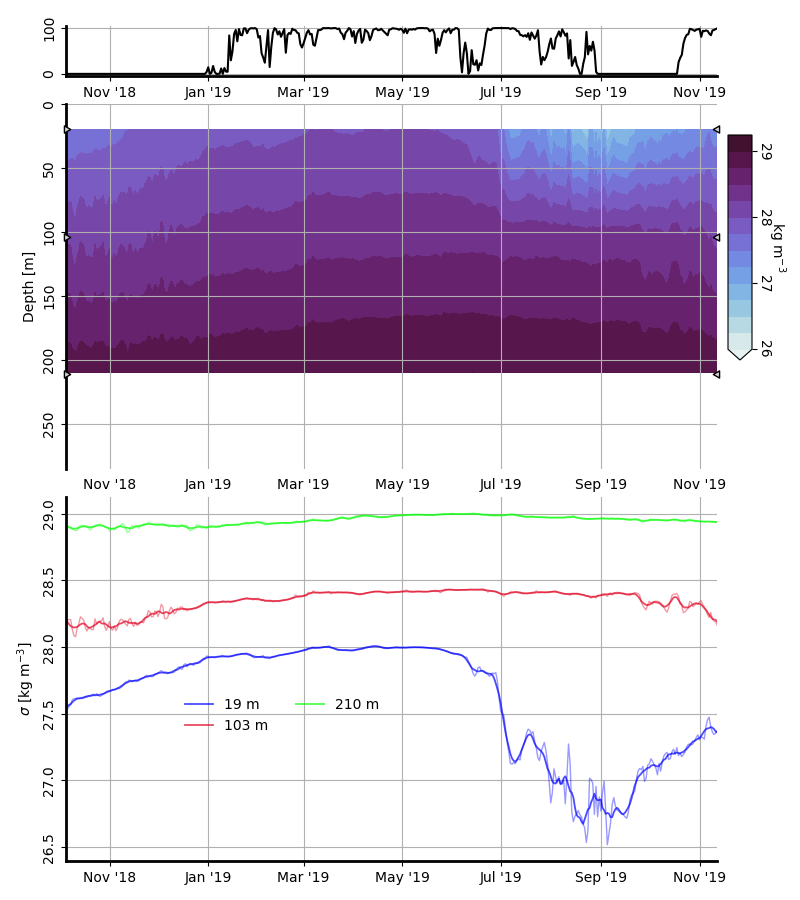 100
0
Nov '18 Jan '19 Mar '19 May '19 Jul '19 Sep '19 Nov '19
0
50
100
150
200
250
Depth [m]
29
28
27
26
kg m⁻³
Nov '18 Jan '19 Mar '19 May '19 Jul '19 Sep '19 Nov '19
29.0
28.5
28.0
27.5
27.0
26.5
σ [kg m⁻³]
19 m 210 m
103 m
Nov '18 Jan '19 Mar '19 May '19 Jul '19 Sep '19 Nov '19